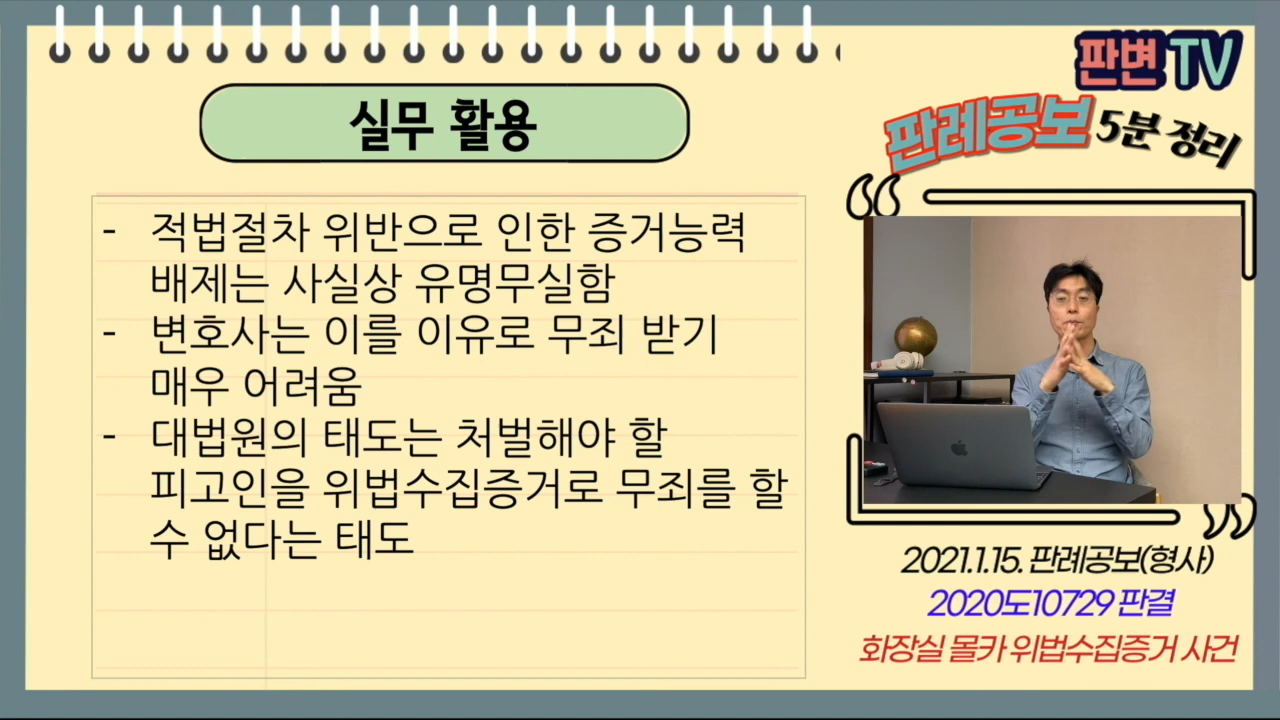 판변 TV
판례공보 5분 정리
실무 활용
- 적법절차 위반으로 인한 증거능력
배제는 사실상 유명무실함
- 변호사는 이를 이유로 무죄 받기
매우 어려움
- 대법원의 태도는 처벌해야 할
피고인을 위법수집증거로 무죄를 할
수 없다는 태도
2021.1.15. 판례공보(형사)
2020도10729 판결
화장실 몰카 위법수집증거 사건